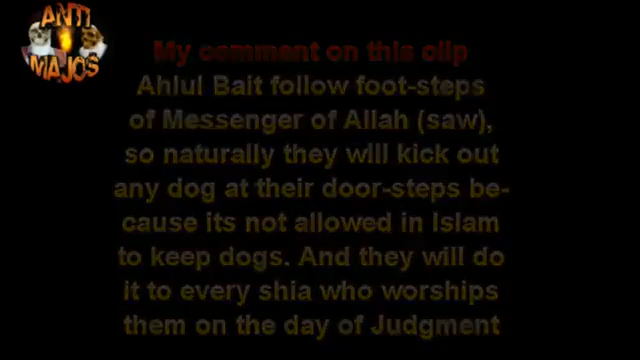 ANTI
MAJOS
My comment on this clip
Ahlul Bait follow foot-steps
of Messenger of Allah (saw),
so naturally they will kick out
any dog at their door-steps be-
cause its not allowed in Islam
to keep dogs. And they will do
it to every shia who worships
them on the day of Judgment